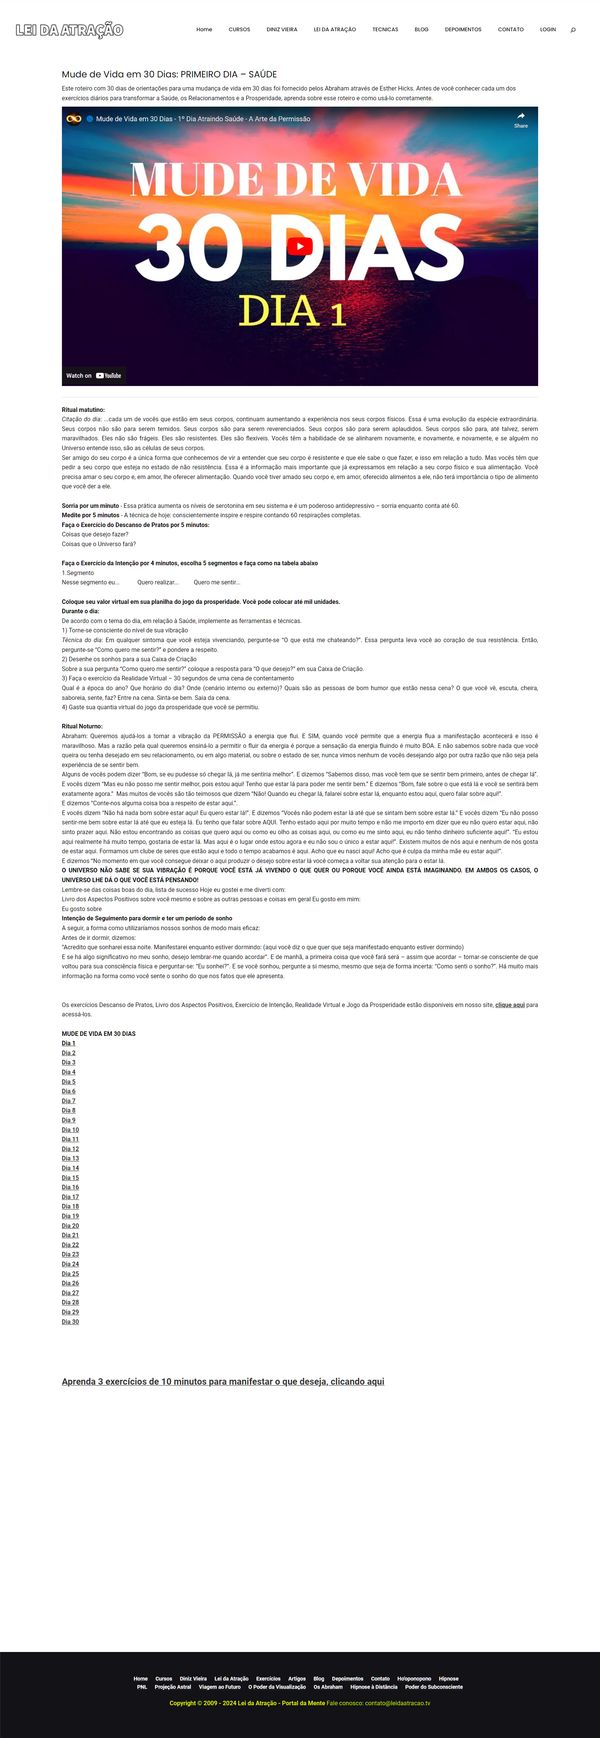 LEI DA ATRAÇÃO
Home CURSOS DINIZ VIEIRA LEI DA ATRAÇÃO TECNICAS BLOG DEPOIMENTOS CONTATO LOGIN
Mude de Vida em 30 Dias: PRIMEIRO DIA – SAÚDE
Este roteiro com 30 dias de orientações para uma mudança de vida em 30 dias foi fornecido pelos Abraham através de Esther Hicks. Antes de você conhecer cada um dos
exercícios diários para transformar a Saúde, os Relacionamentos e a Prosperidade, aprenda sobre esse roteiro e como usá-lo corretamente.
Mude de Vida em 30 Dias - 1º Dia Atraindo Saúde - A Arte da Permissão
Share
MUDE DE VIDA
30 DIAS
DIA 1
Watch on YouTube
Ritual matutino:
Citação do dia: ...cada um de vocês que estão em seus corpos, continuam aumentando a experiência nos seus corpos físicos. Essa é uma evolução da espécie extraordinária.
Seus corpos não são para serem temidos. Seus corpos são para serem reverenciados. Seus corpos são para serem aplaudidos. Seus corpos são para, até talvez, serem
maravilhados. Eles não são frágeis. Eles são resistentes. Eles são flexíveis. Vocês têm a habilidade de se alinharem novamente, e novamente, e novamente, e se alguém no
Universo entende isso, são as células de seus corpos.
Ser amigo do seu corpo é a única forma que conhecemos de vir a entender que seu corpo é resistente e que ele sabe o que fazer, e isso em relação a tudo. Mas vocês têm que
pedir a seu corpo que esteja no estado de não resistência. Essa é a informação mais importante que já expressamos em relação a seu corpo físico e sua alimentação. Você
precisa amar o seu corpo e, em amor, lhe oferecer alimentação. Quando você tiver amado seu corpo e, em amor, oferecido alimentos a ele, não terá importância o tipo de alimento
que você der a ele.
Sorria por um minuto - Essa prática aumenta os níveis de serotonina em seu sistema e é um poderoso antidepressivo – sorria enquanto conta até 60.
Medite por 5 minutos - A técnica de hoje: conscientemente inspire e respire contando 60 respirações completas.
Faça o Exercício do Descanso de Pratos por 5 minutos:
Coisas que desejo fazer?
Coisas que o Universo fará?
Faça o Exercício da Intenção por 4 minutos, escolha 5 segmentos e faça como na tabela abaixo
1.Segmento
Nesse segmento eu... Quero realizar... Quero me sentir...
Coloque seu valor virtual em sua planilha do jogo da prosperidade. Você pode colocar até mil unidades.
Durante o dia:
De acordo com o tema do dia, em relação à Saúde, implemente as ferramentas e técnicas.
1) Torne-se consciente do nível de sua vibração
Técnica do dia: Em qualquer sintoma que você esteja vivenciando, pergunte-se “O que está me chateando?”. Essa pergunta leva você ao coração de sua resistência. Então,
pergunte-se “Como quero me sentir?” e pondere a respeito.
2) Desenhe os sonhos para a sua Caixa de Criação
Sobre a sua pergunta “Como quero me sentir?” coloque a resposta para “O que desejo?” em sua Caixa de Criação.
3) Faça o exercício da Realidade Virtual – 30 segundos de uma cena de contentamento
Qual é a época do ano? Que horário do dia? Onde (cenário interno ou externo)? Quais são as pessoas de bom humor que estão nessa cena? O que você vê, escuta, cheira,
saboreia, sente, faz? Entre na cena. Sinta-se bem. Saia da cena.
4) Gaste sua quantia virtual do jogo da prosperidade que você se permitiu.
Ritual Noturno:
Abraham: Queremos ajudá-los a tomar a vibração da PERMISSÃO a energia que flui. E SIM, quando você permite que a energia flua a manifestação acontecerá e isso é
maravilhoso. Mas a razão pela qual queremos ensiná-lo a permitir o fluir da energia é porque a sensação da energia fluindo é muito BOA. E não sabemos sobre nada que você
queira ou tenha desejado em seu relacionamento, ou em algo material, ou sobre o estado de ser, nunca vimos nenhum de vocês desejando algo por outra razão que não seja pela
experiência de se sentir bem.
Alguns de vocês podem dizer “Bom, se eu pudesse só chegar lá, já me sentiria melhor”. E dizemos “Sabemos disso, mas você tem que se sentir bem primeiro, antes de chegar lá”.
E vocês dizem “Mas eu não posso me sentir melhor, pois estou aqui! Tenho que estar lá para poder me sentir bem.” E dizemos “Bom, fale sobre o que está lá e você se sentirá bem
exatamente agora.” Mas muitos de vocês são tão teimosos que dizem “Não! Quando eu chegar lá, falarei sobre estar lá, enquanto estou aqui, quero falar sobre aqui!”.
E dizemos “Conte-nos alguma coisa boa a respeito de estar aqui.”.
E vocês dizem “Não há nada bom sobre estar aqui! Eu quero estar lá!”. E dizemos “Vocês não podem estar lá até que se sintam bem sobre estar lá.” E vocês dizem “Eu não posso
sentir-me bem sobre estar lá até que eu esteja lá. Eu tenho que falar sobre AQUI. Tenho estado aqui por muito tempo e não me importo em dizer que eu não quero estar aqui, não
sinto prazer aqui. Não estou encontrando as coisas que quero aqui ou como eu olho as coisas aqui, ou como eu me sinto aqui, eu não tenho dinheiro suficiente aqui!”. “Eu estou
aqui realmente há muito tempo, gostaria de estar lá. Mas aqui é o lugar onde estou agora e eu não sou o único a estar aqui!”. Existem muitos de nós aqui e nenhum de nós gosta
de estar aqui. Formamos um clube de seres que estão aqui e todo o tempo acabamos é aqui. Acho que eu nasci aqui! Acho que é culpa da minha mãe eu estar aqui!”.
E dizemos “No momento em que você consegue deixar o aqui produzir o desejo sobre estar lá você começa a voltar sua atenção para o estar lá.
O UNIVERSO NÃO SABE SE SUA VIBRAÇÃO É PORQUE VOCÊ ESTÁ JÁ VIVENDO O QUE QUER OU PORQUE VOCÊ AINDA ESTÁ IMAGINANDO. EM AMBOS OS CASOS, O
UNIVERSO LHE DÁ O QUE VOCÊ ESTÁ PENSANDO!
Lembre-se das coisas boas do dia, lista de sucesso Hoje eu gostei e me diverti com:
Livro dos Aspectos Positivos sobre você mesmo e sobre as outras pessoas e coisas em geral Eu gosto em mim:
Eu gosto sobre
Intenção de Seguimento para dormir e ter um período de sonho
A seguir, a forma como utilizaríamos nossos sonhos de modo mais eficaz:
Antes de ir dormir, dizemos:
“Acredito que sonharei essa noite. Manifestarei enquanto estiver dormindo: (aqui você diz o que quer que seja manifestado enquanto estiver dormindo)
E se há algo significativo no meu sonho, desejo lembrar-me quando acordar”. E de manhã, a primeira coisa que você fará será – assim que acordar – tornar-se consciente de que
voltou para sua consciência física e perguntar-se: “Eu sonhei?”. E se você sonhou, pergunte a si mesmo, mesmo que seja de forma incerta: “Como senti o sonho?”. Há muito mais
informação na forma como você sente o sonho do que nos fatos que ele apresenta.
Os exercícios Descanso de Pratos, Livro dos Aspectos Positivos, Exercício de Intenção, Realidade Virtual e Jogo da Prosperidade estão disponíveis em nosso site, clique aqui para
acessá-los.
MUDE DE VIDA EM 30 DIAS
Dia 1
Dia 2
Dia 3
Dia 4
Dia 5
Dia 6
Dia 7
Dia 8
Dia 9
Dia 10
Dia 11
Dia 12
Dia 13
Dia 14
Dia 15
Dia 16
Dia 17
Dia 18
Dia 19
Dia 20
Dia 21
Dia 22
Dia 23
Dia 24
Dia 25
Dia 26
Dia 27
Dia 28
Dia 29
Dia 30
Aprenda 3 exercícios de 10 minutos para manifestar o que deseja, clicando aqui
Home Cursos Diniz Vieira Lei da Atração Exercícios Artigos Blog Depoimentos Contato Ho'oponopono Hipnose
PNL Projeção Astral Viagem ao Futuro O Poder da Visualização Os Abraham Hipnose à Distância Poder do Subconsciente
Copyright © 2009 - 2024 Lei da Atração - Portal da Mente Fale conosco: contato@leidaatracao.tv